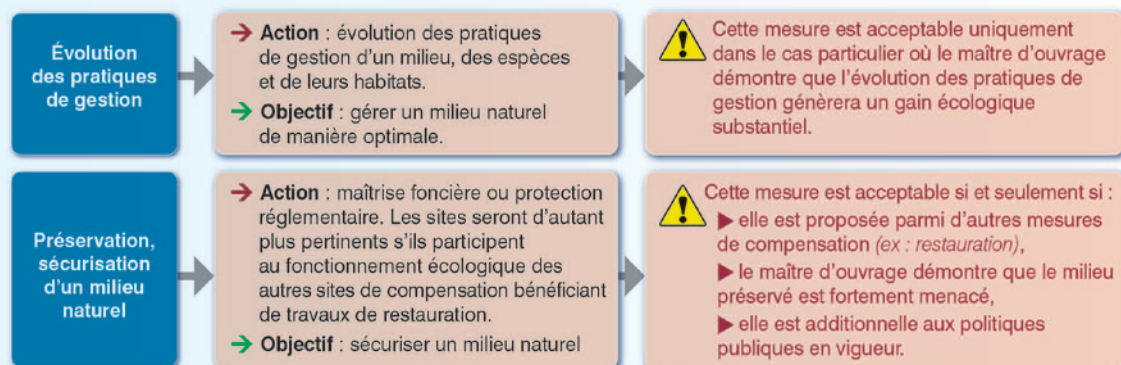 Évolution
des pratiques
de gestion
→ Action : évolution des pratiques
de gestion d'un milieu, des espèces
et de leurs habitats.
→ Objectif : gérer un milieu naturel
de manière optimale.
Cette mesure est acceptable uniquement
dans le cas particulier où le maître d'ouvrage
démontre que l'évolution des pratiques de
gestion génèrera un gain écologique
substantiel.
Préservation,
sécurisation
d'un milieu
naturel
→ Action : maîtrise foncière ou protection
réglementaire. Les sites seront d'autant
plus pertinents s'ils participent
au fonctionnement écologique des
autres sites de compensation bénéficiant
de travaux de restauration.
→ Objectif : sécuriser un milieu naturel
Cette mesure est acceptable si et seulement si :
▶ elle est proposée parmi d'autres mesures
de compensation (ex : restauration),
▶ le maître d'ouvrage démontre que le milieu
préservé est fortement menacé,
▶ elle est additionnelle aux politiques
publiques en vigueur.